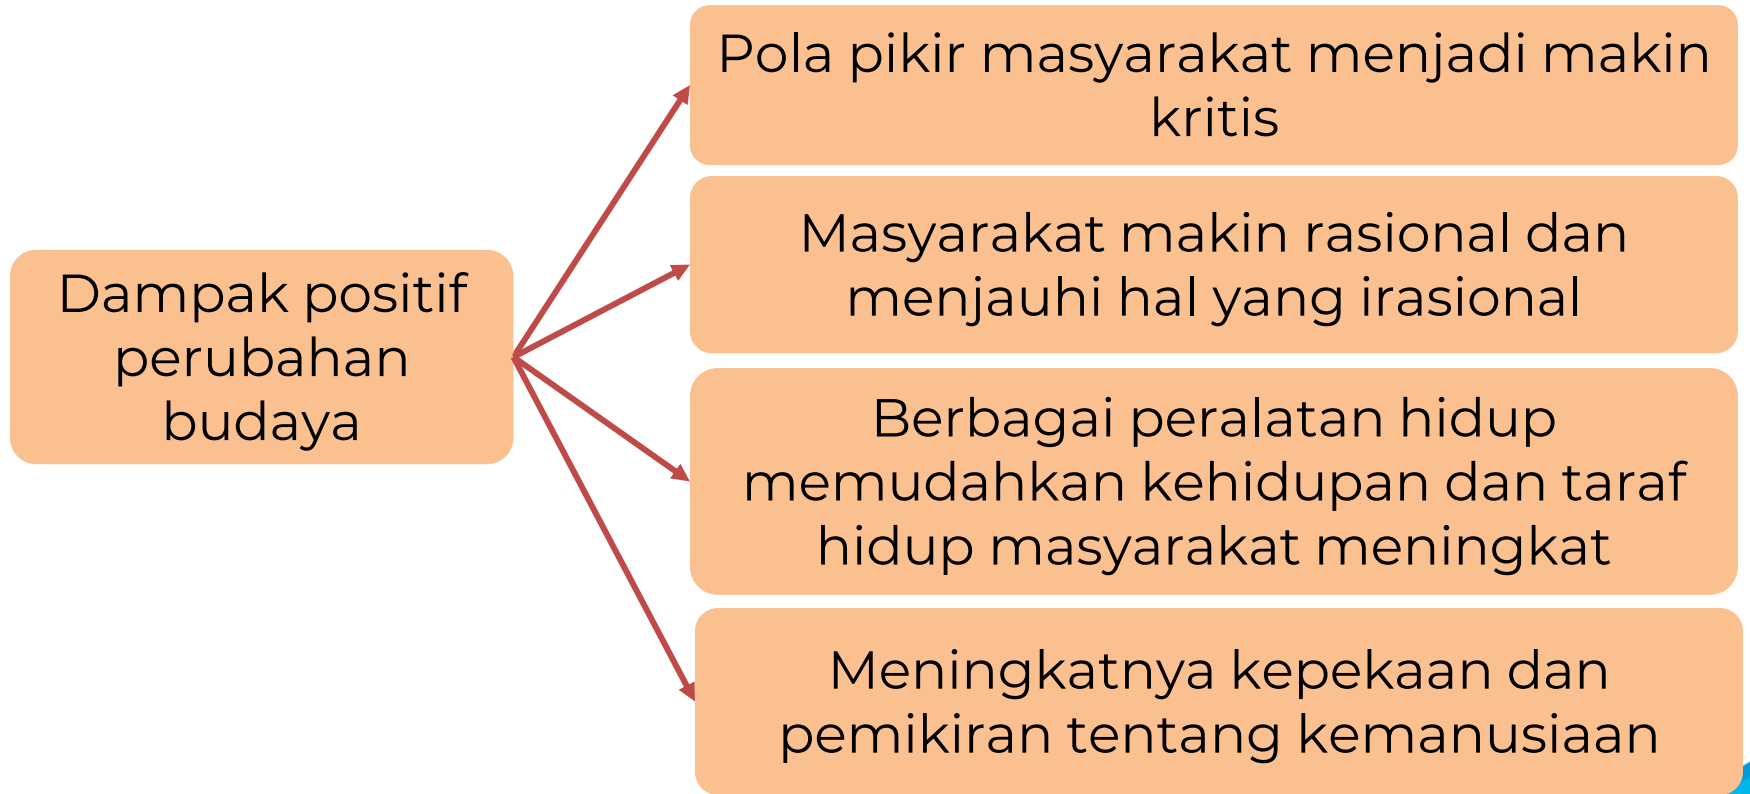 Dampak positif
perubahan
budaya
Pola pikir masyarakat menjadi makin
kritis
Masyarakat makin rasional dan
menjauhi hal yang irasional
Berbagai peralatan hidup
memudahkan kehidupan dan taraf
hidup masyarakat meningkat
Meningkatnya kepekaan dan
pemikiran tentang kemanusiaan